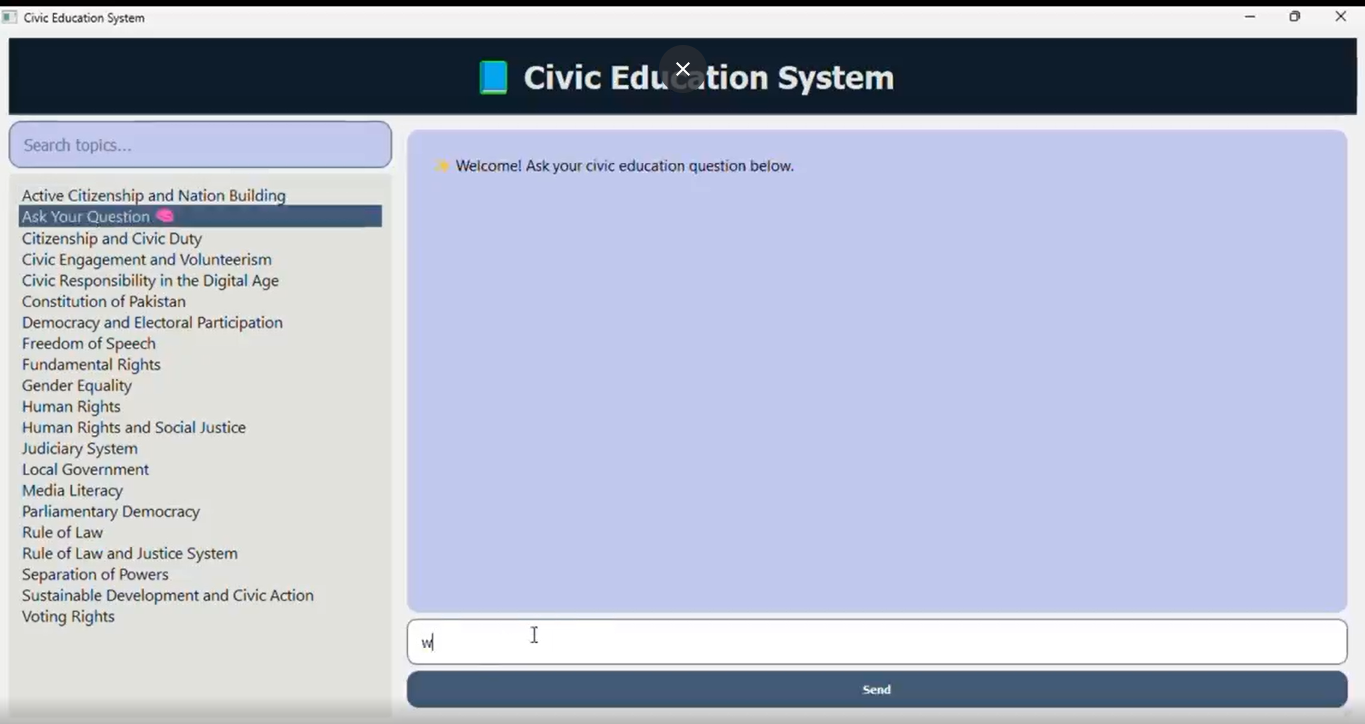 Civic Education System
Civic Education System
Search topics...
Active Citizenship and Nation Building
Ask Your Question
Citizenship and Civic Duty
Civic Engagement and Volunteerism
Civic Responsibility in the Digital Age
Constitution of Pakistan
Democracy and Electoral Participation
Freedom of Speech
Fundamental Rights
Gender Equality
Human Rights
Human Rights and Social Justice
Judiciary System
Local Government
Media Literacy
Parliamentary Democracy
Rule of Law
Rule of Law and Justice System
Separation of Powers
Sustainable Development and Civic Action
Voting Rights
Welcome! Ask your civic education question below.
w
Send